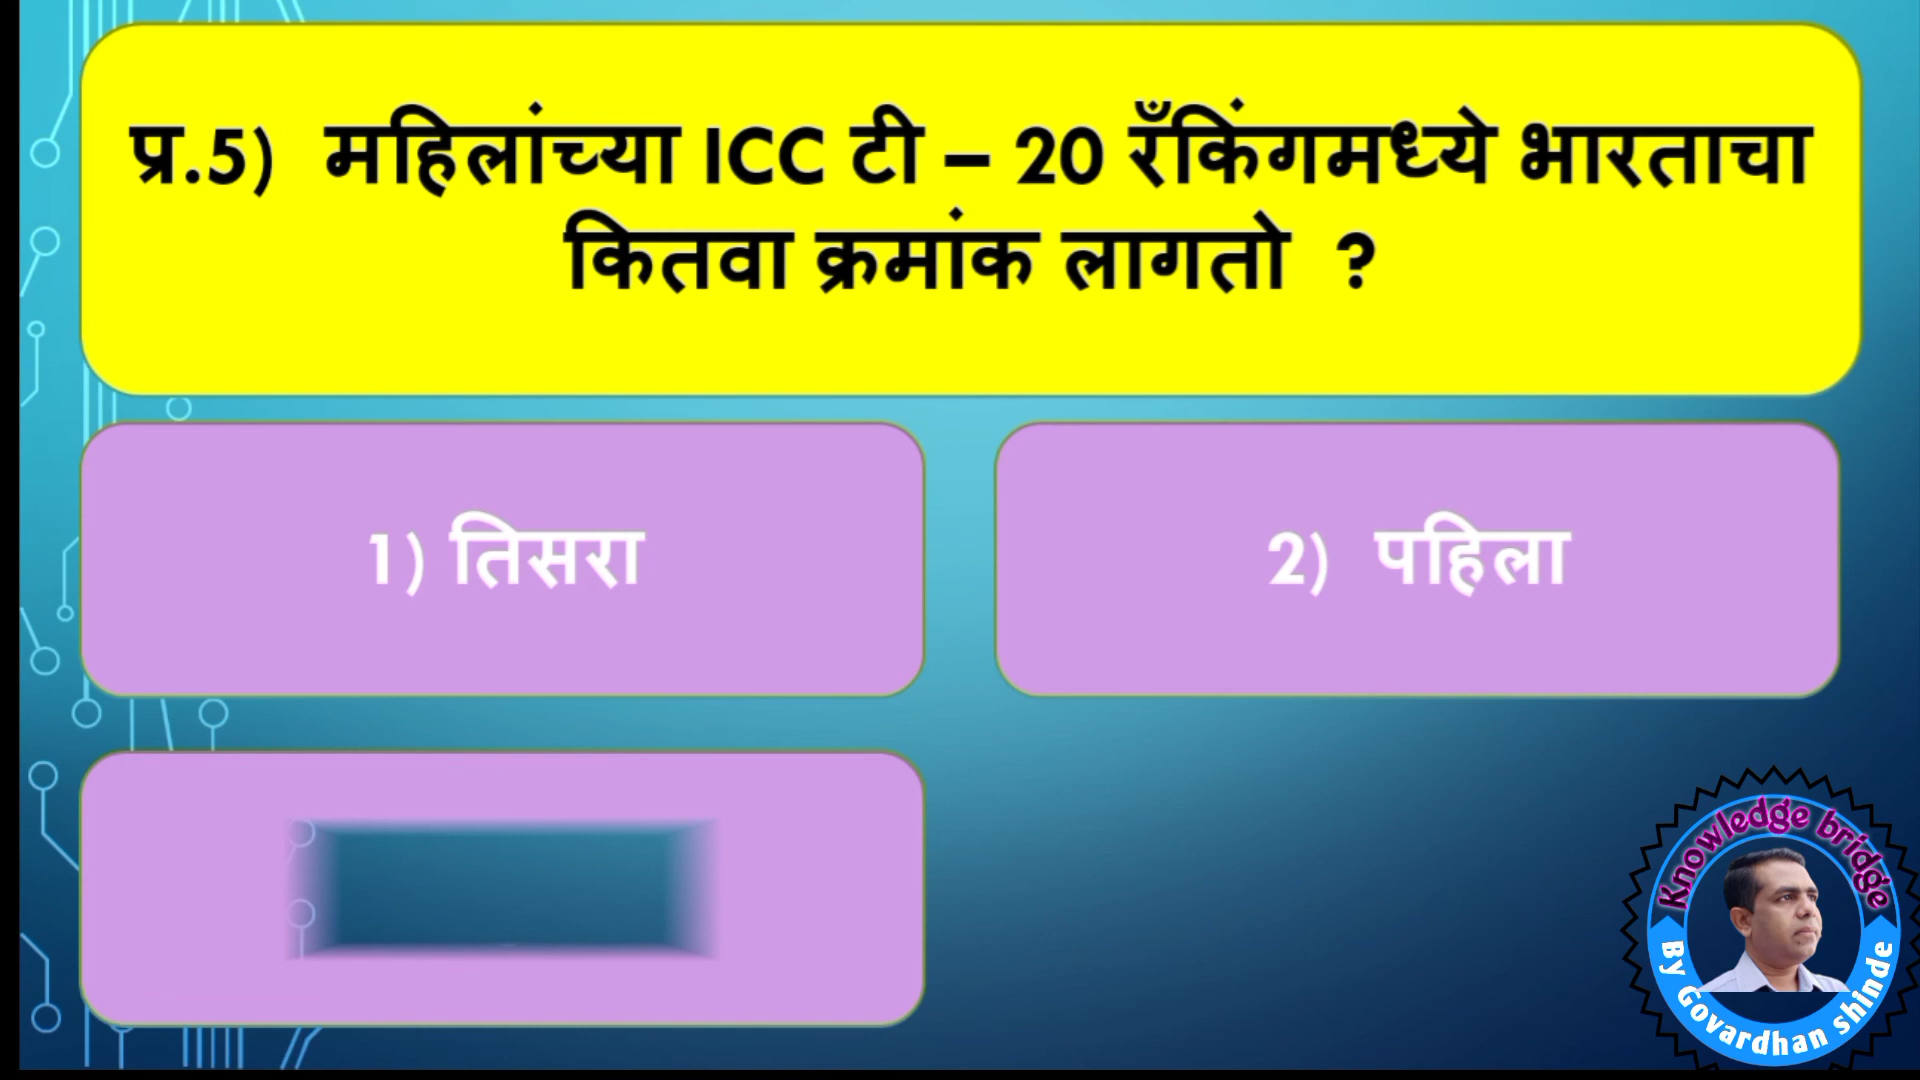 प्र.5) महिलांच्या ICC टी – 20 रँकिंगमध्ये भारताचा
कितवा क्रमांक लागतो ?
1) तिसरा
2) पहिला
Knowledge bridge
By Govardhan shinde